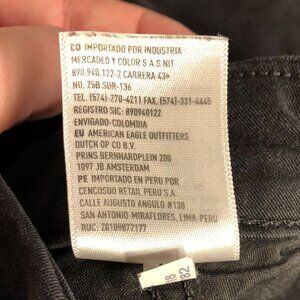 CO IMPORTADO POR INDUSTRIA
MERCADEO Y COLOR S.A.S NIT
890.940.122-2 CARRERA 43ª
NO. 25B SUR-136
TEL. (574)-270-4211 FAX. (574)-331-4445
REGISTRO SIC: 890940122
ENVIGADO-COLOMBIA
EU AMERICAN EAGLE OUTFITTERS
DUTCH OP CO B.V.
PRINS BERNHARDPLEIN 200
1097 JB AMSTERDAM
PE IMPORTADO EN PERU POR
CENCOSUD RETAIL PERU S.A.
CALLE AUGUSTO ANGULO #130
SAN ANTONIO-MIRAFLORES, LIMA-PERU
RUC: 20109072177